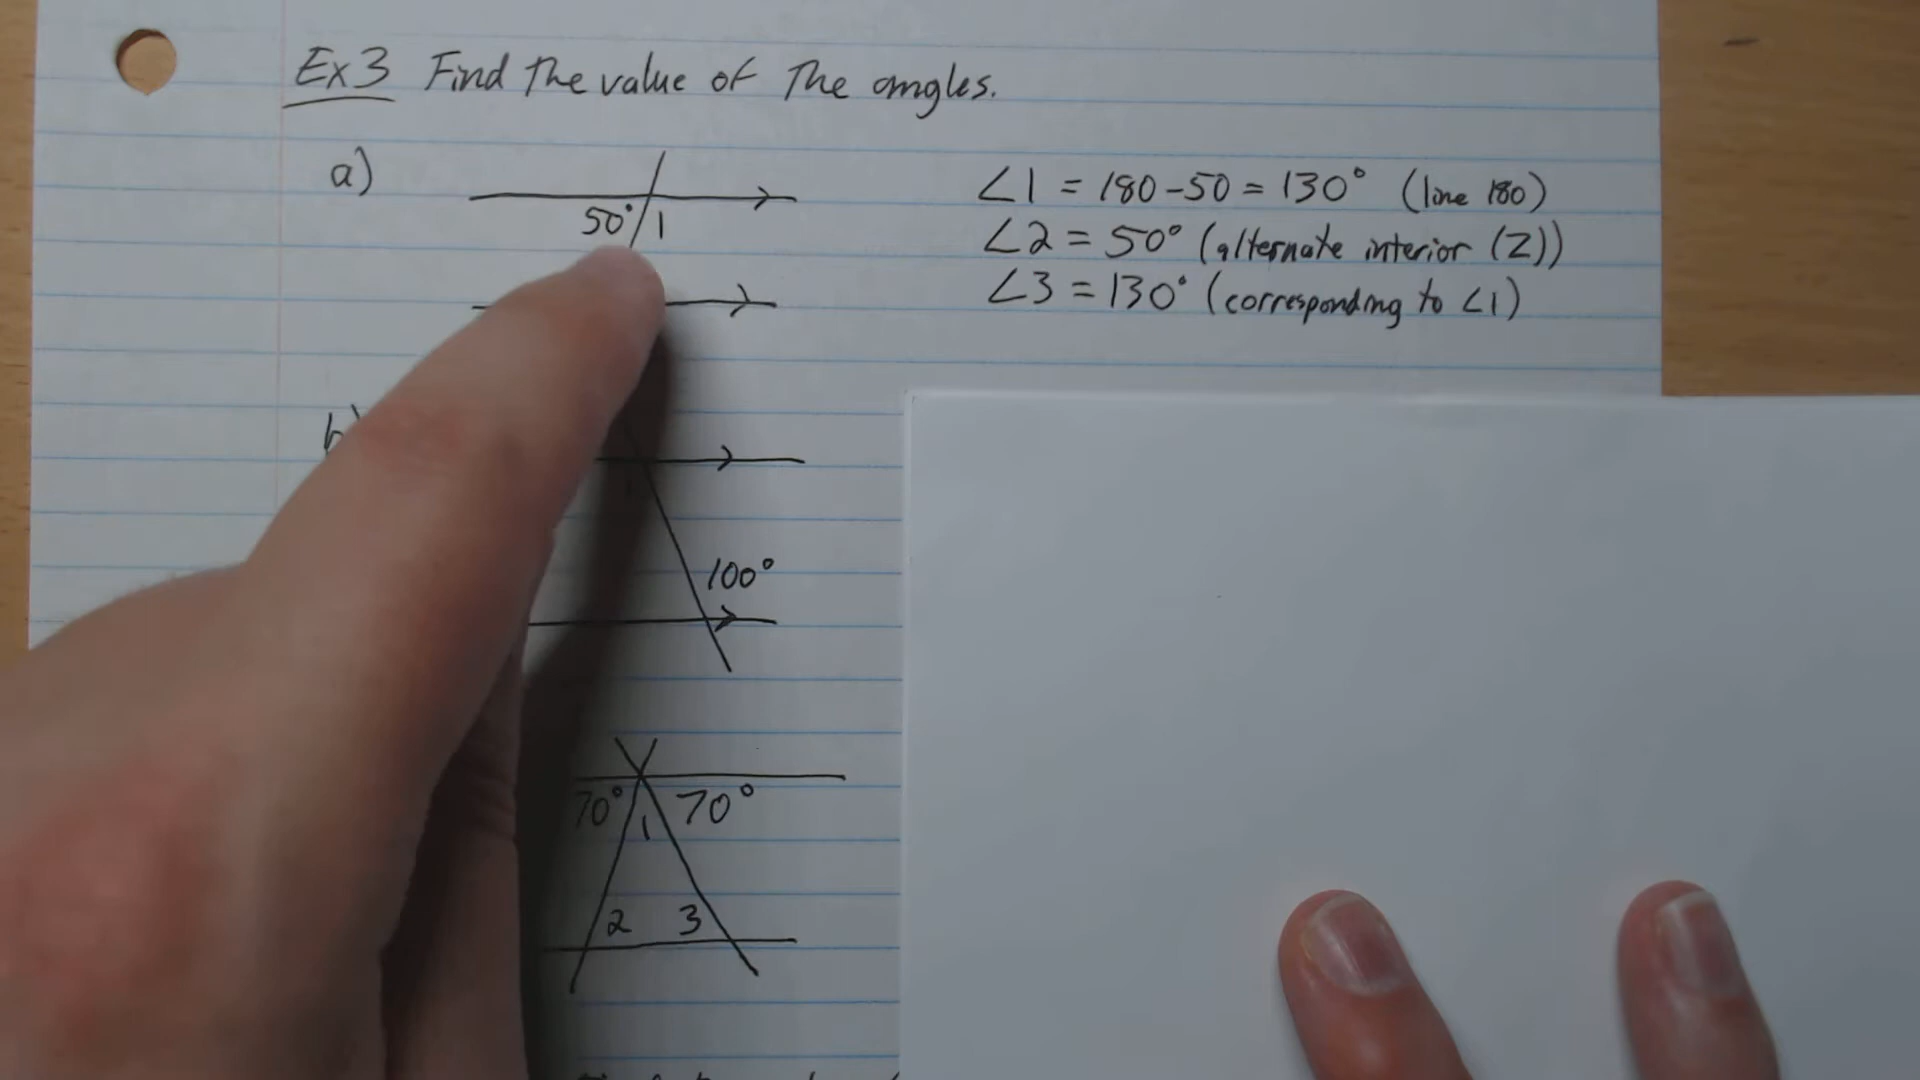 Ex3 Find the value of the angles.
a)
50° 1
∠1 = 180-50 = 130° (line 180)
∠2 = 50° (alternate interior (Z))
∠3 = 130° (corresponding to ∠1)
b)
100°
70° 1 70°
2 3